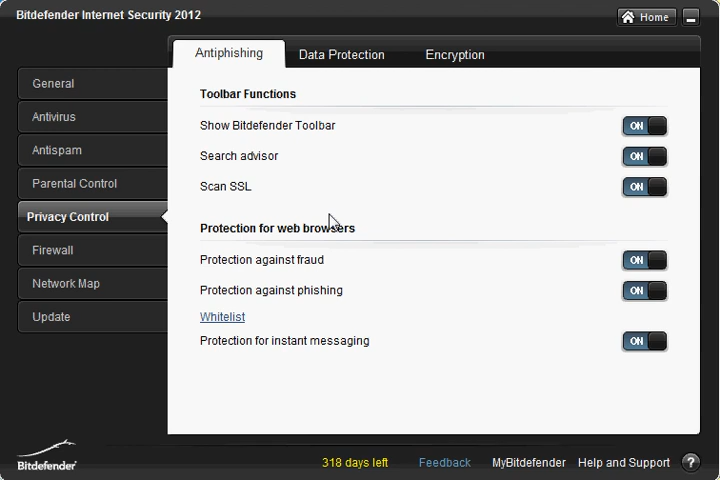 Bitdefender Internet Security 2012
Home
Antiphishing
Data Protection
Encryption
General
Antivirus
Antispam
Parental Control
Privacy Control
Firewall
Network Map
Update
Toolbar Functions
Show Bitdefender Toolbar ON
Search advisor ON
Scan SSL ON
Protection for web browsers
Protection against fraud ON
Protection against phishing ON
Whitelist
Protection for instant messaging ON
Bitdefender
318 days left
Feedback
MyBitdefender
Help and Support
?